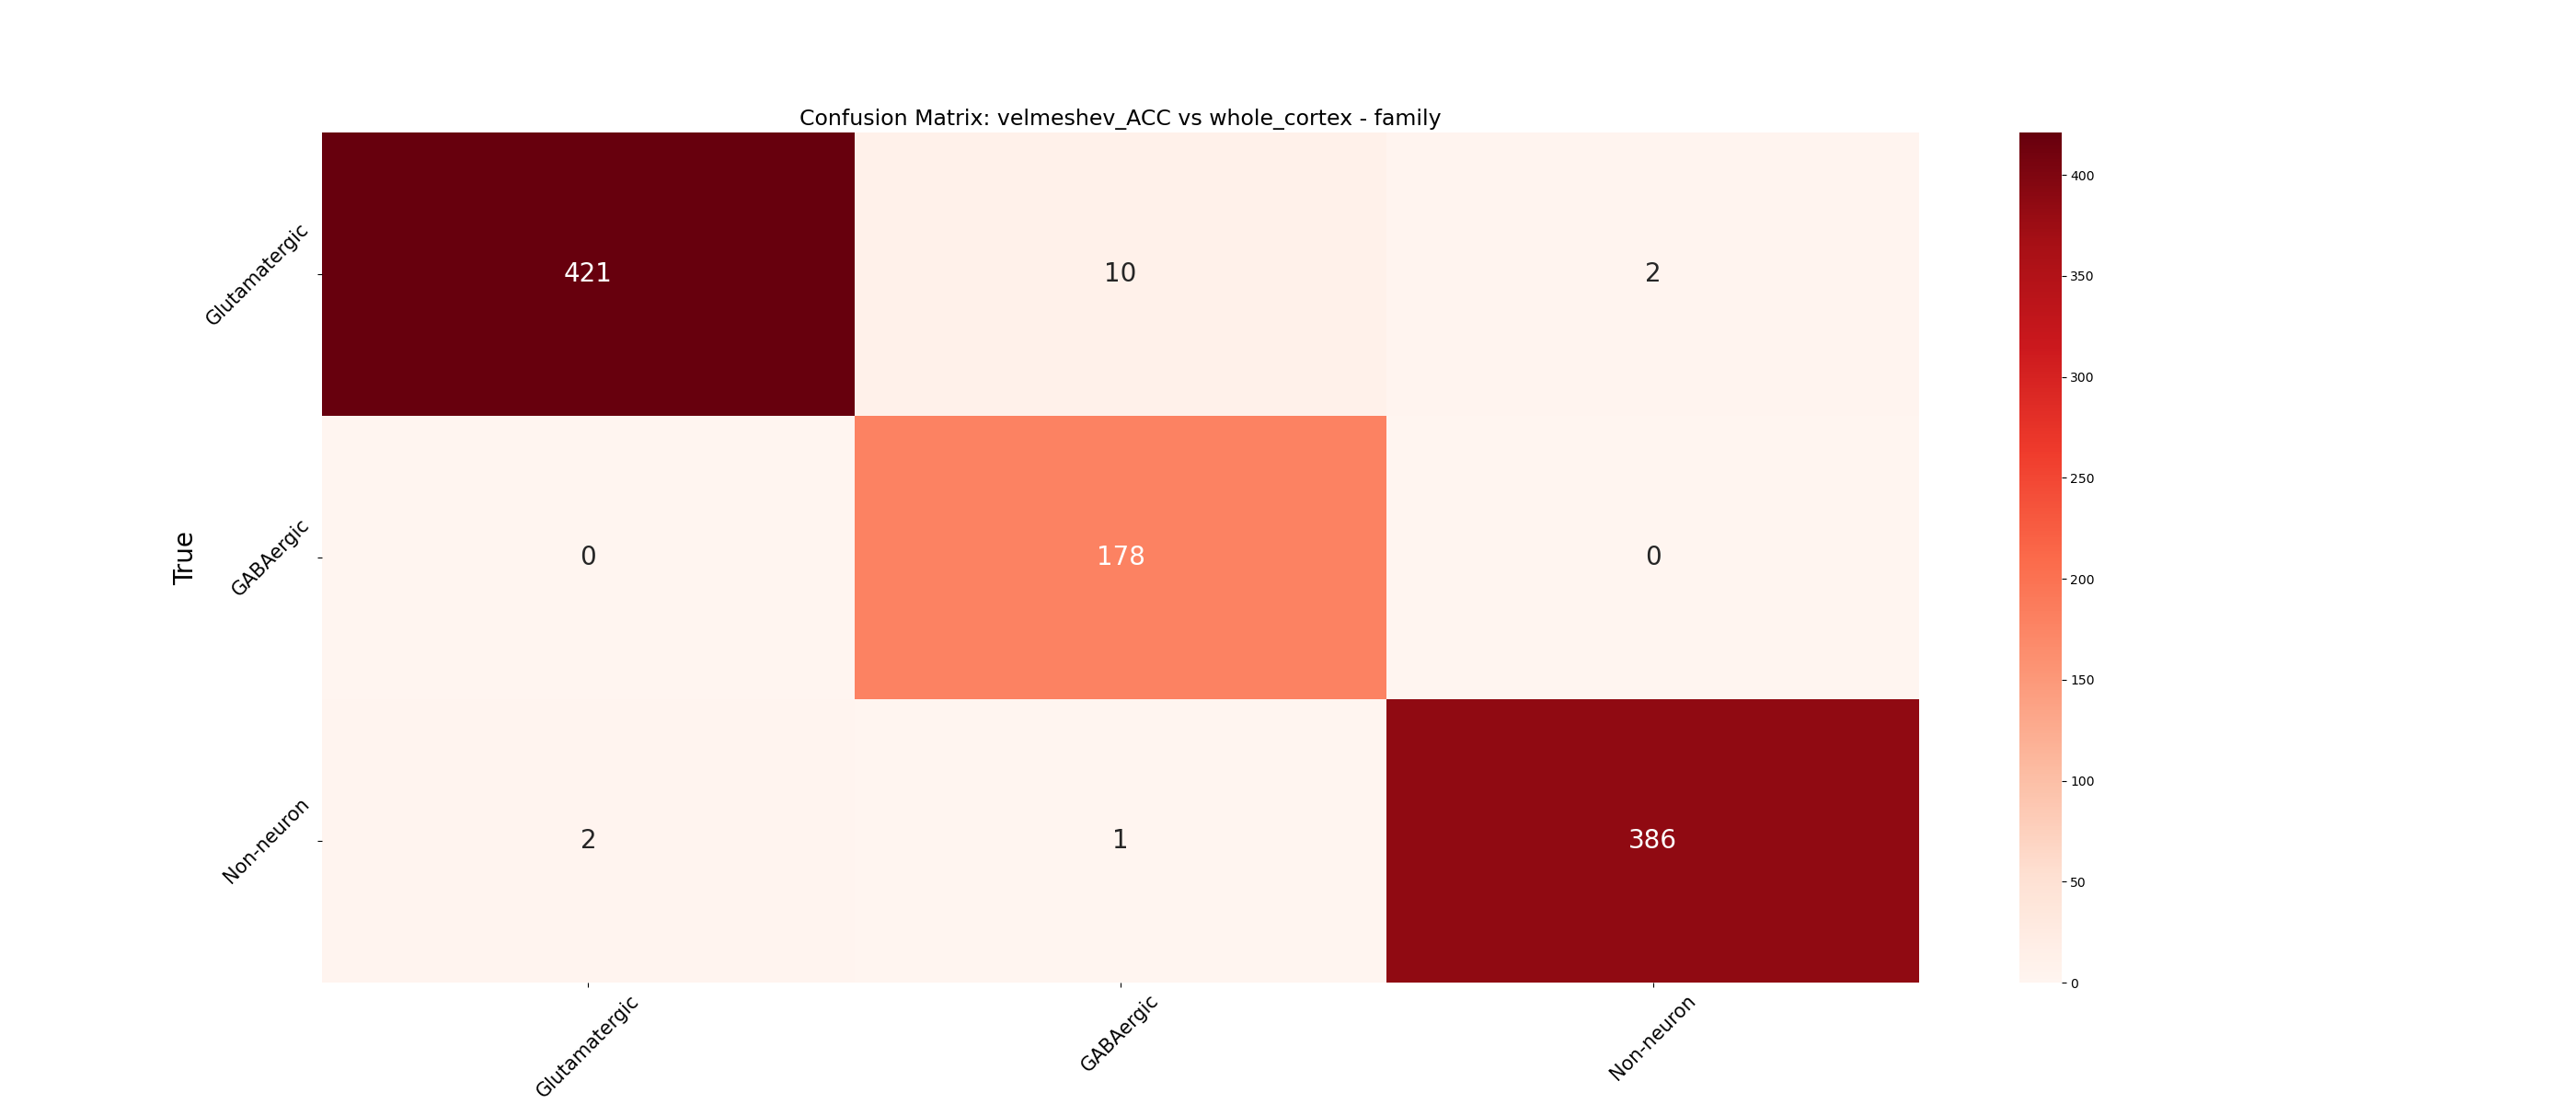 Confusion Matrix: velmeshev_ACC vs whole_cortex - family
True
Glutamatergic
421
10
2
GABAergic
0
178
0
Non-neuron
2
1
386
Glutamatergic
GABAergic
Non-neuron
400
350
300
250
200
150
100
50
0